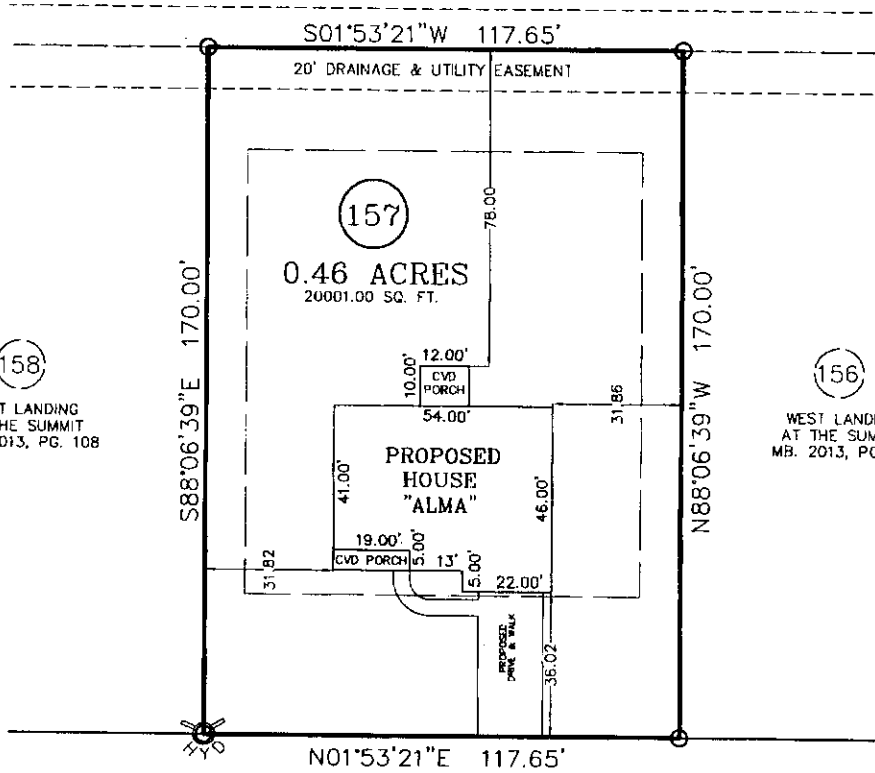 S01°53'21"W 117.65'
20' DRAINAGE & UTILITY EASEMENT
157
78.00
0.46 ACRES
20001.00 SQ. FT.
S88°06'39"E 170.00'
N88°06'39"W 170.00'
158
T LANDING
HE SUMMIT
013, PG. 108
156
WEST LANDI
AT THE SUM
MB. 2013, PG
12.00'
10.00'
CVD
PORCH
54.00'
31.86
PROPOSED
HOUSE
"ALMA"
41.00'
46.00'
19.00'
5.00'
CVD PORCH
13'
31.82
5.00'
22.00'
PROPOSED
DRIVE & WALK
36.02
HYD
N01°53'21"E 117.65'